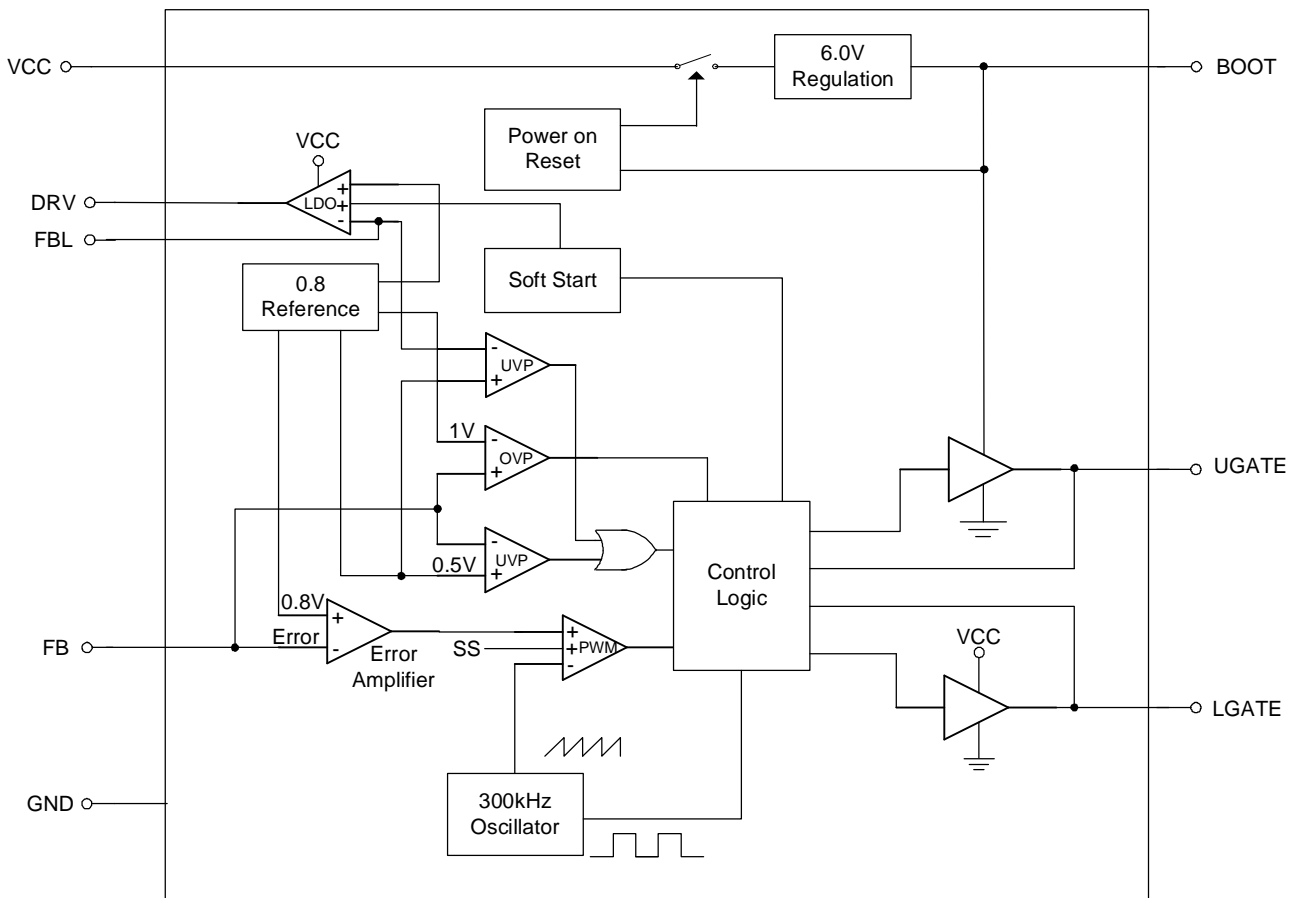 VCC
6.0V
Regulation
BOOT
Power on
Reset
VCC
DRV
+
LDO+
-
FBL
0.8
Reference
Soft Start
-
UVP
+
1V
-
OVP
+
UGATE
-
UVP
0.5V
+
Control
Logic
0.8V
+
FB
Error
-
Error
Amplifier
+
SS
+PWM
-
VCC
LGATE
GND
300kHz
Oscillator